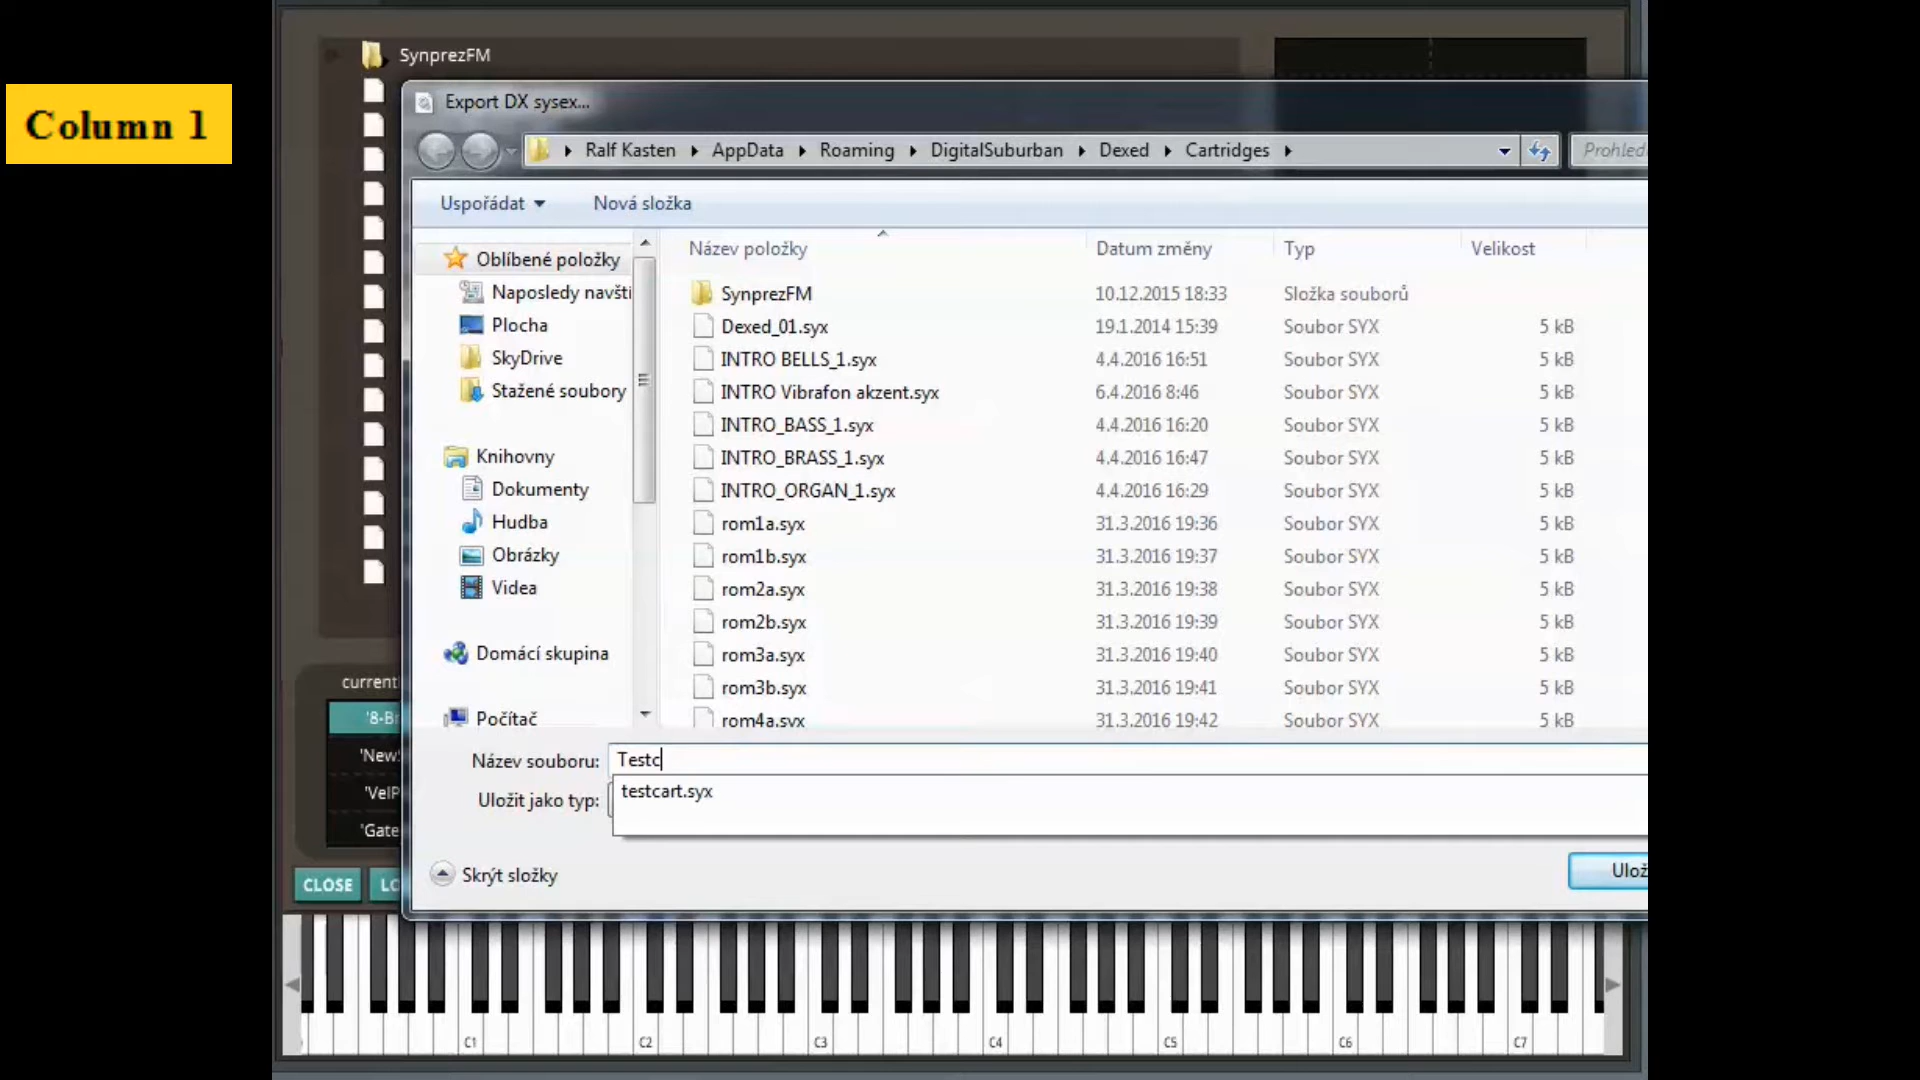 SynprezFM
Column 1
Export DX sysex...
Ralf Kasten AppData Roaming DigitalSuburban Dexed Cartridges
Prohled
Uspořádat Nová složka
Název položky Datum změny Typ Velikost
Oblíbené položky
Naposledy navšti
Plocha
SkyDrive
Stažené soubory
Knihovny
Dokumenty
Hudba
Obrázky
Videa
Domácí skupina
Počítač
SynprezFM 10.12.2015 18:33 Složka souborů
Dexed_01.syx 19.1.2014 15:39 Soubor SYX 5 kB
INTRO BELLS_1.syx 4.4.2016 16:51 Soubor SYX 5 kB
INTRO Vibrafon akzent.syx 6.4.2016 8:46 Soubor SYX 5 kB
INTRO_BASS_1.syx 4.4.2016 16:20 Soubor SYX 5 kB
INTRO_BRASS_1.syx 4.4.2016 16:47 Soubor SYX 5 kB
INTRO_ORGAN_1.syx 4.4.2016 16:29 Soubor SYX 5 kB
rom1a.syx 31.3.2016 19:36 Soubor SYX 5 kB
rom1b.syx 31.3.2016 19:37 Soubor SYX 5 kB
rom2a.syx 31.3.2016 19:38 Soubor SYX 5 kB
rom2b.syx 31.3.2016 19:39 Soubor SYX 5 kB
rom3a.syx 31.3.2016 19:40 Soubor SYX 5 kB
rom3b.syx 31.3.2016 19:41 Soubor SYX 5 kB
rom4a.syx 31.3.2016 19:42 Soubor SYX 5 kB
current
'8-Br
'News
'VelP
'Gate
Název souboru: Testc
testcart.syx
Uložit jako typ:
Skrýt složky
Ulož
CLOSE LO
C1 C2 C3 C4 C5 C6 C7